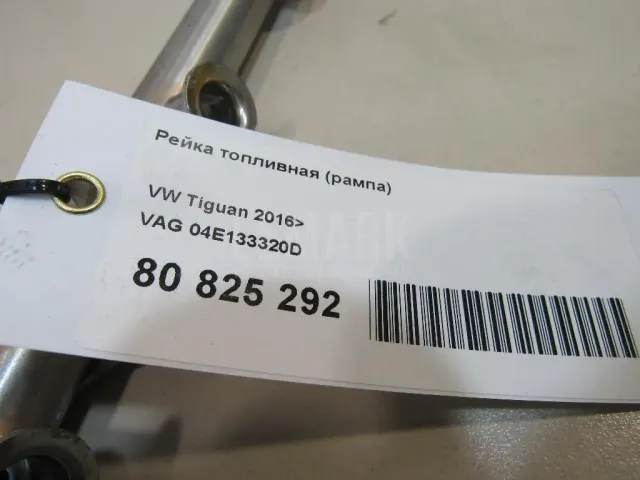 Рейка топливная (рампа)
VW Tiguan 2016>
VAG 04E133320D
80 825 292